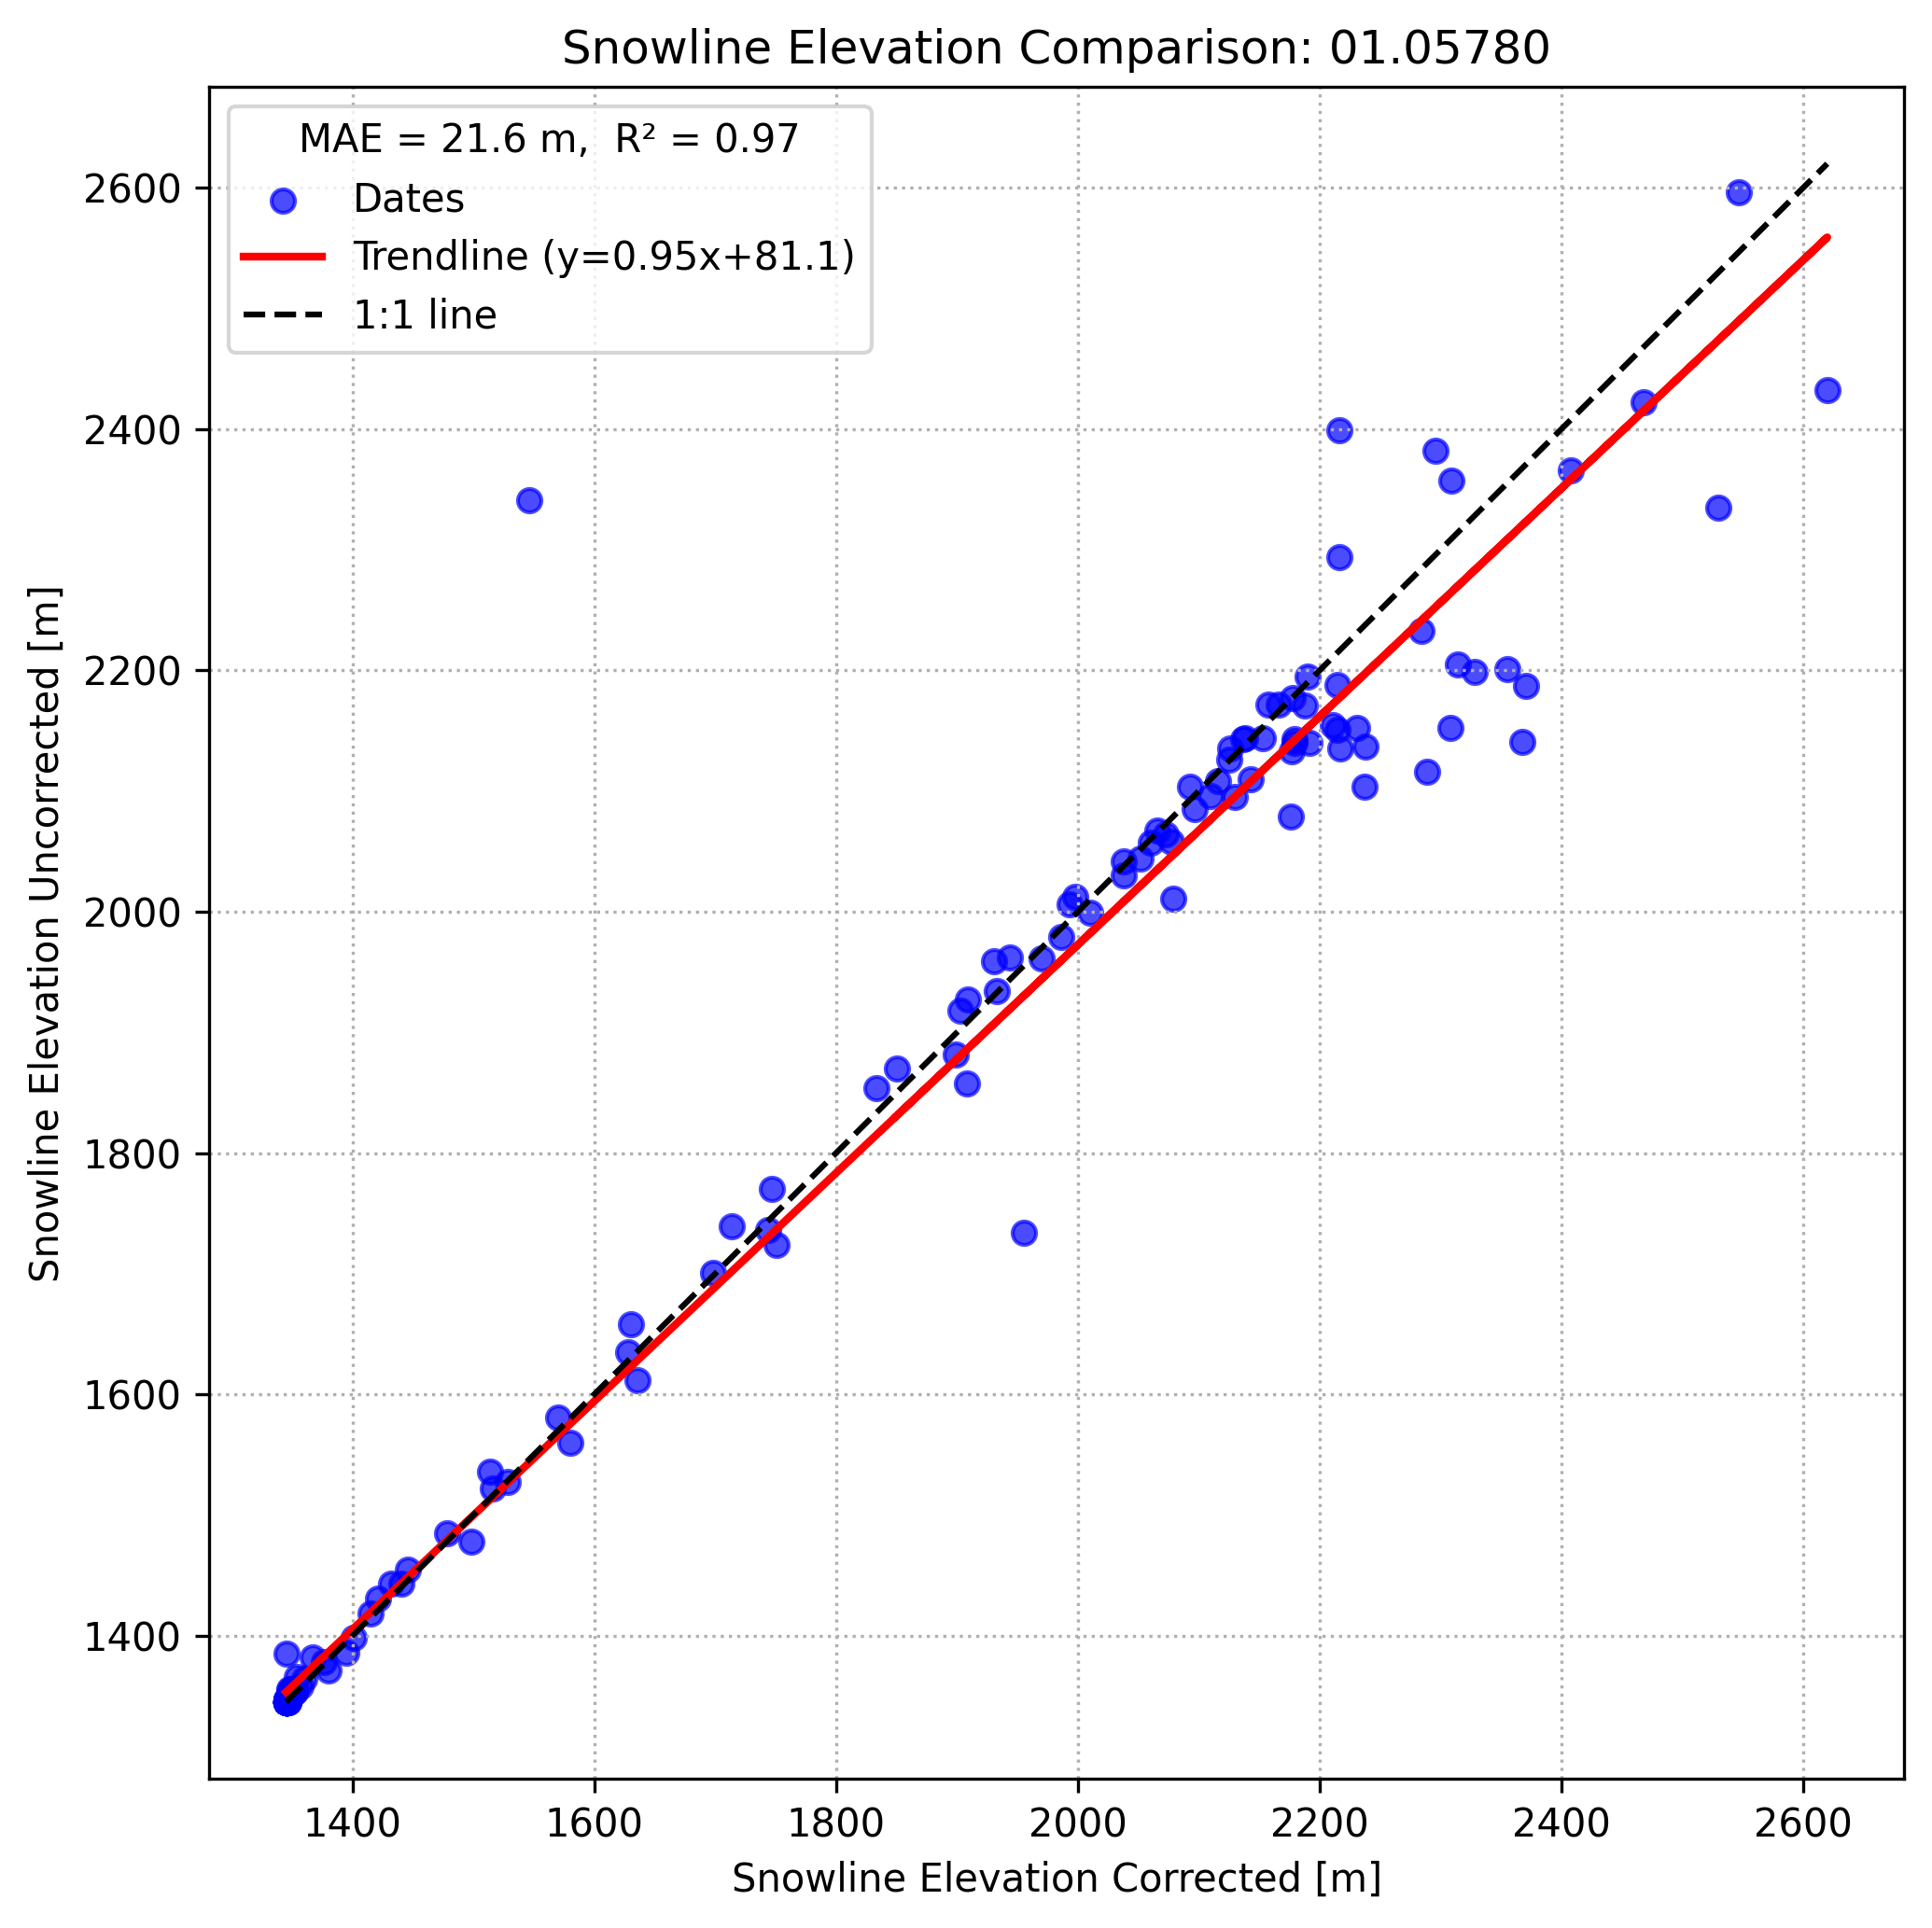 Snowline Elevation Comparison: 01.05780
MAE = 21.6 m,  R² = 0.97
Dates
Trendline (y=0.95x+81.1)
1:1 line
2600
2400
2200
2000
1800
1600
1400
Snowline Elevation Uncorrected [m]
1400 1600 1800 2000 2200 2400 2600
Snowline Elevation Corrected [m]